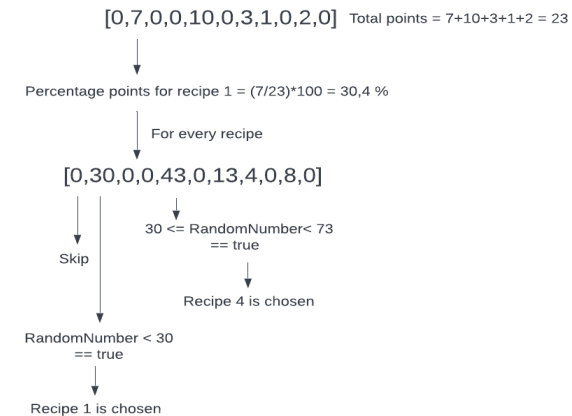 [0,7,0,0,10,0,3,1,0,2,0] Total points = 7+10+3+1+2 = 23
Percentage points for recipe 1 = (7/23)*100 = 30,4 %
For every recipe
[0,30,0,0,43,0,13,4,0,8,0]
30 <= RandomNumber< 73
== true
Skip
Recipe 4 is chosen
RandomNumber < 30
== true
Recipe 1 is chosen